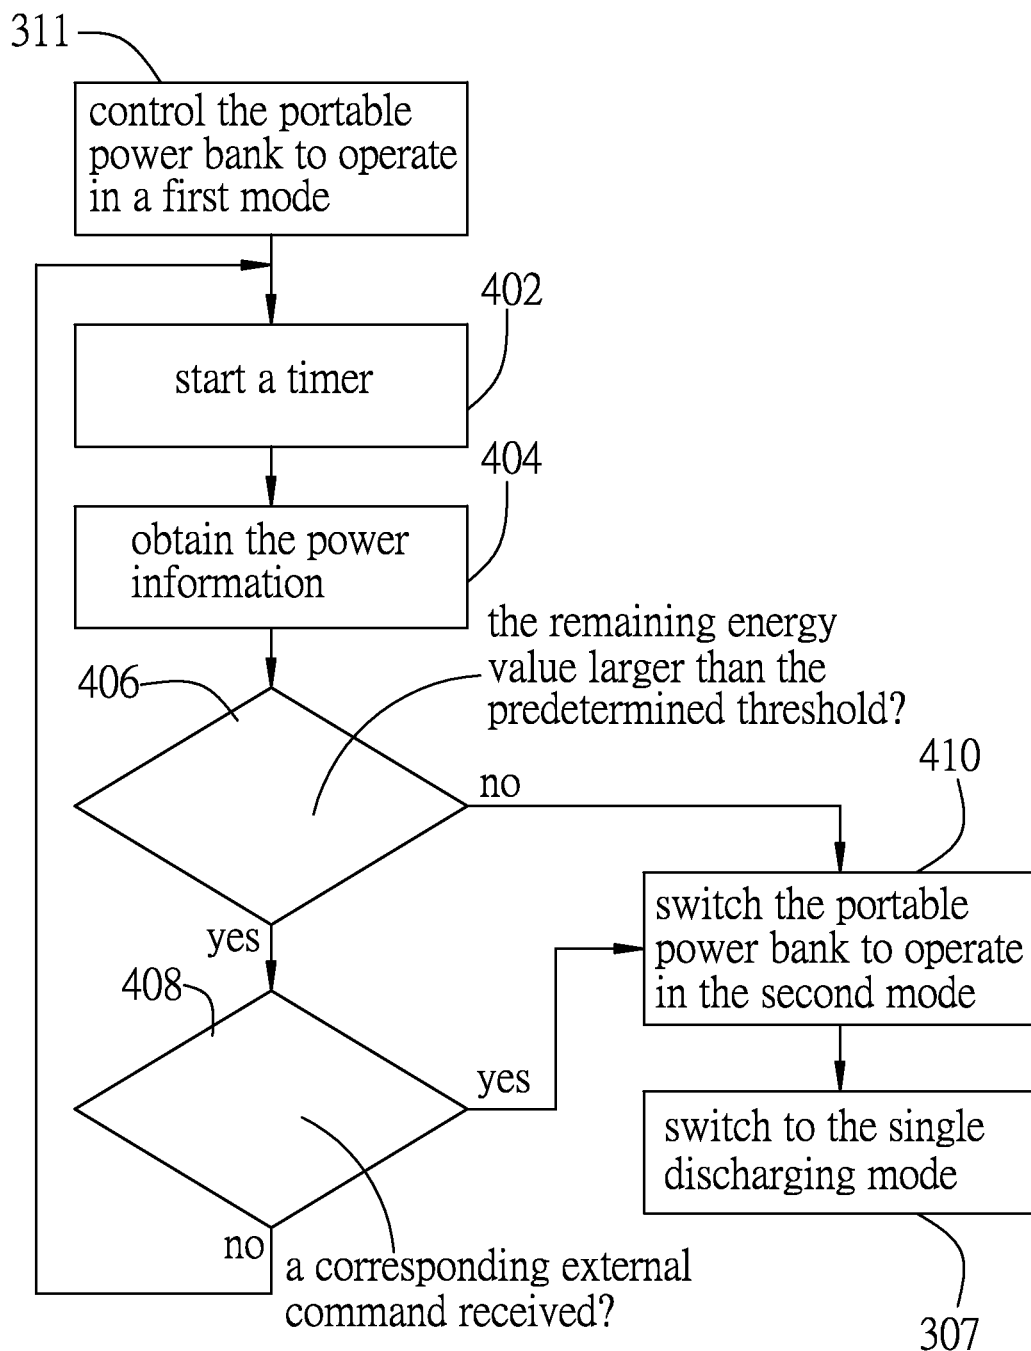 311
control the portable
power bank to operate
in a first mode
402
start a timer
404
obtain the power
information
the remaining energy
value larger than the
predetermined threshold?
406
no
410
yes
switch the portable
power bank to operate
in the second mode
408
yes
switch to the single
discharging mode
no
a corresponding external
command received?
307